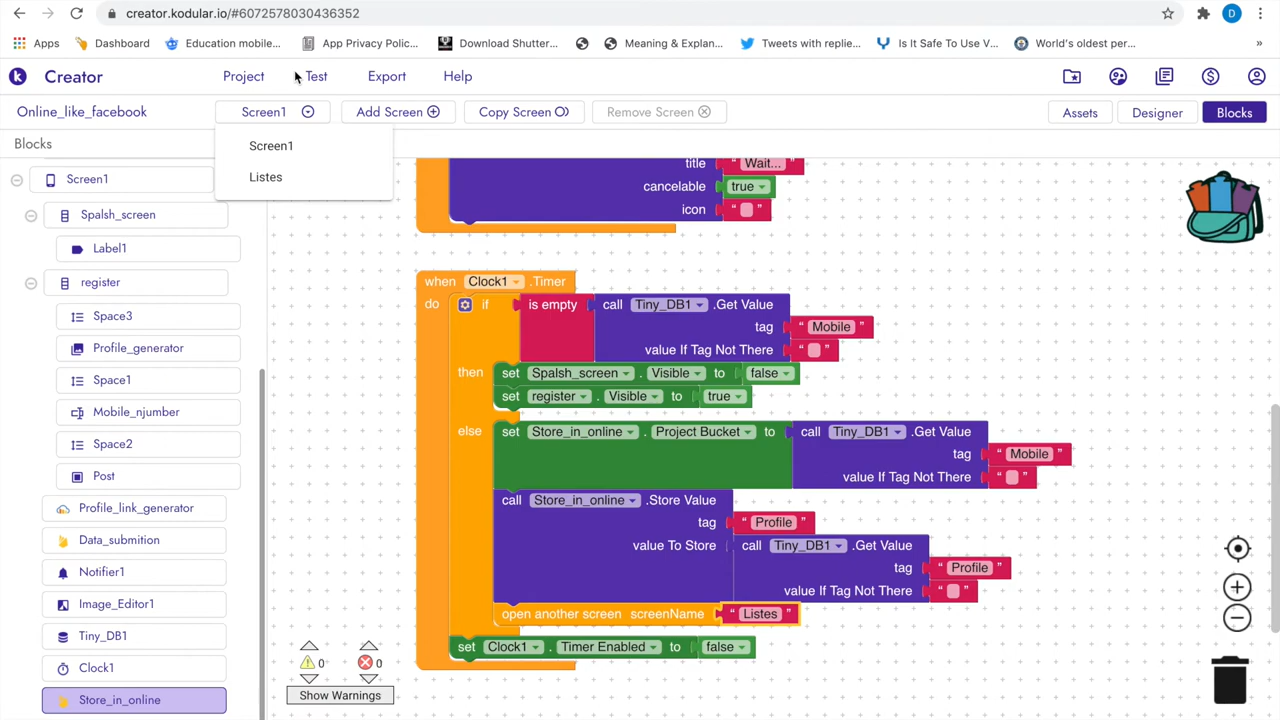 creator.kodular.io/#6072578030436352
D
Apps
Dashboard
Education mobile...
App Privacy Polic...
Download Shutter...
Meaning & Explan...
Tweets with replie...
Is It Safe To Use V...
World's oldest per...
»
Creator
Project
Test
Export
Help
Online_like_facebook
Screen1
Add Screen
Copy Screen
Remove Screen
Assets
Designer
Blocks
Screen1
Listes
Blocks
Screen1
Spalsh_screen
Label1
register
Space3
Profile_generator
Space1
Mobile_njumber
Space2
Post
Profile_link_generator
Data_submition
Notifier1
Image_Editor1
Tiny_DB1
Clock1
Store_in_online
title " Wait... "
cancelable true
icon " "
when Clock1 .Timer
do if is empty call Tiny_DB1 .Get Value
tag " Mobile "
value If Tag Not There " "
then set Spalsh_screen . Visible to false
set register . Visible to true
else set Store_in_online . Project Bucket to call Tiny_DB1 .Get Value
tag " Mobile "
value If Tag Not There " "
call Store_in_online .Store Value
tag " Profile "
value To Store call Tiny_DB1 .Get Value
tag " Profile "
value If Tag Not There " "
open another screen screenName " Listes "
set Clock1 . Timer Enabled to false
0 0
Show Warnings